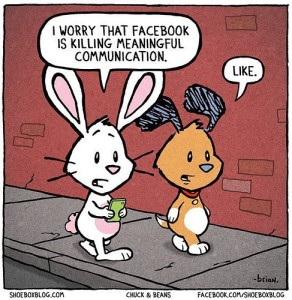 I WORRY THAT FACEBOOK
IS KILLING MEANINGFUL
COMMUNICATION.
LIKE.
-brian.
SHOEBOXBLOG.COM
CHUCK & BEANS
FACEBOOK.COM/SHOEBOXBLOG